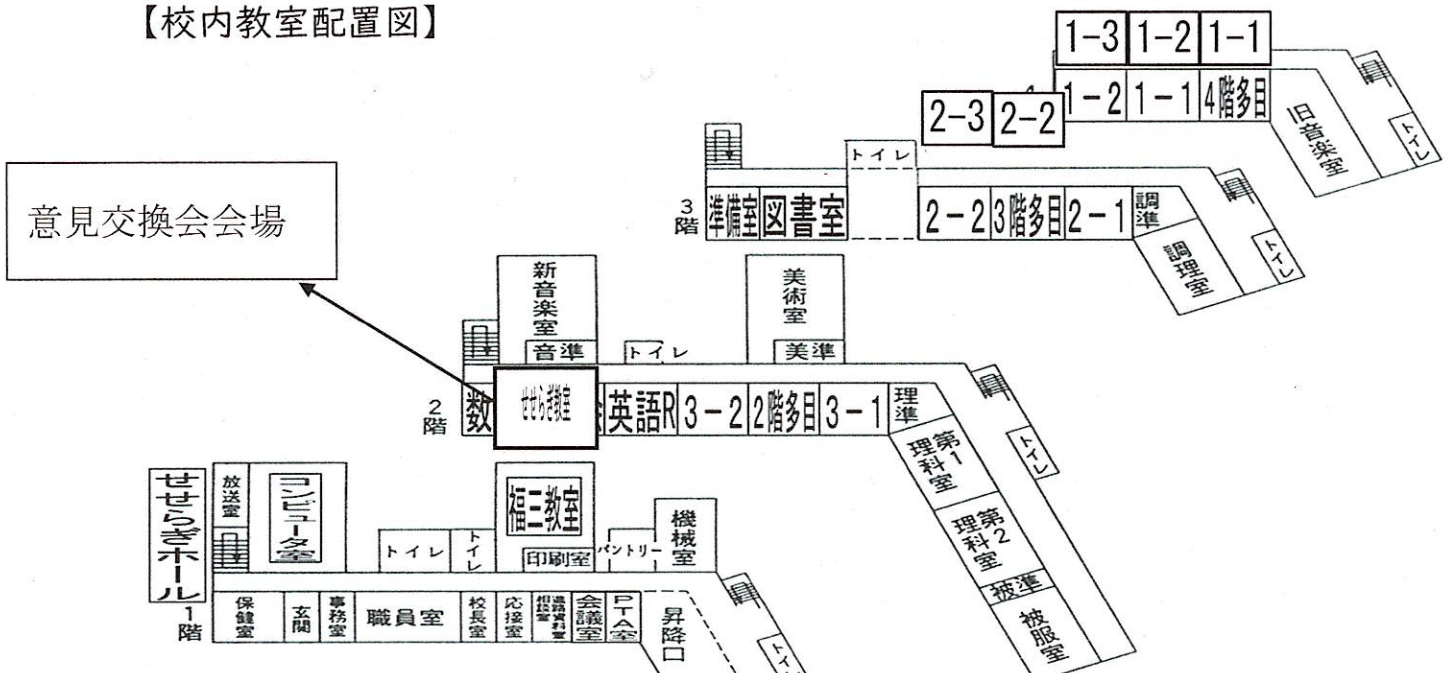 【校内教室配置図】
1-3 1-2 1-1
1-2 1-1 4階多目
旧音楽室
トイレ
2-3 2-2
トイレ
3階
準備室 図書室
2-2 3階多目 2-1
調準
調理室
トイレ
意見交換会会場
新音楽室
音準
トイレ
美術室
美準
2階
数 せせらぎ教室 英語R 3-2 2階多目 3-1
理準
第1理科室
第2理科室
被準
被服室
トイレ
せせらぎホール
放送室
コンピュータ室
トイレ
トイレ
福三教室
印刷室
パントリー
機械室
1階
保健室 玄関 事務室 職員室 校長室 応接室 進路資料室相談室 会議室 PTA室
昇降口
トイレ